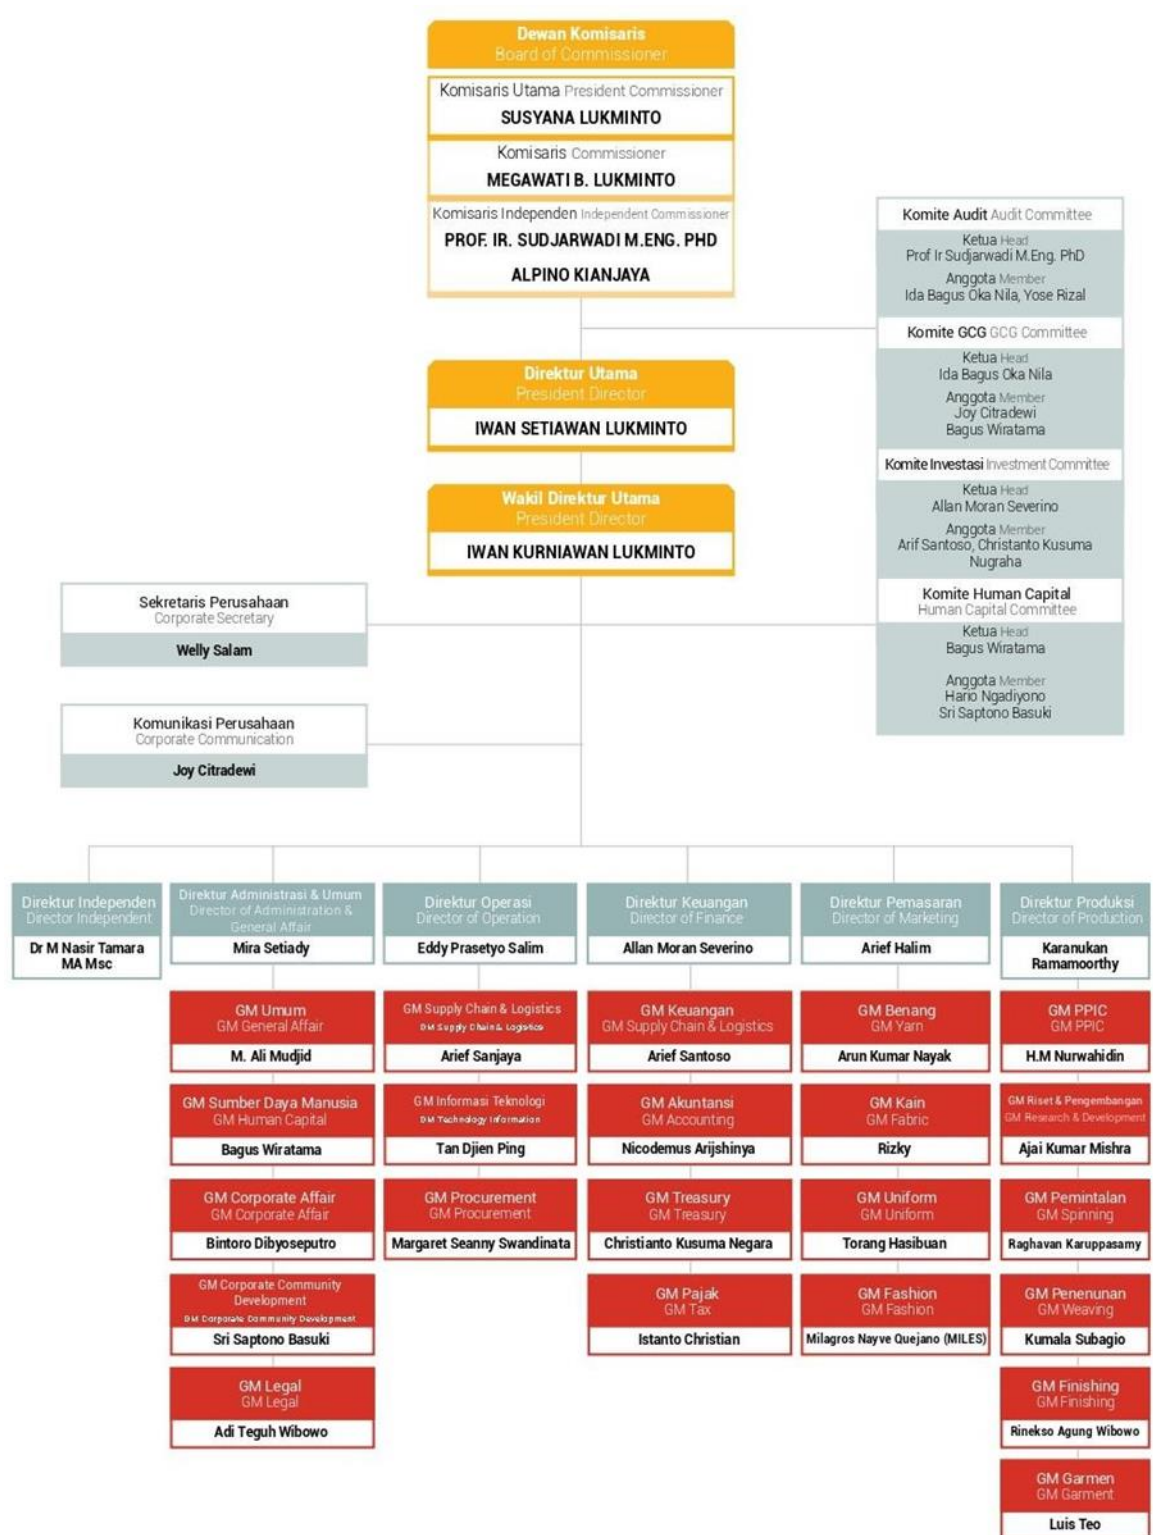 Dewan Komisaris
Board of Commissioner
Komisaris Utama President Commissioner
SUSYANA LUKMINTO
Komisaris Commissioner
MEGAWATI B. LUKMINTO
Komisaris Independen Independent Commissioner
PROF. IR. SUDJARWADI M.ENG. PHD
ALPINO KIANJAYA
Komite Audit Audit Committee
Ketua Head
Prof Ir Sudjarwadi M.Eng. PhD
Anggota Member
Ida Bagus Oka Nila, Yose Rizal
Komite GCG GCG Committee
Ketua Head
Ida Bagus Oka Nila
Anggota Member
Joy Citradewi
Bagus Wiratama
Komite Investasi Investment Committee
Ketua Head
Allan Moran Severino
Anggota Member
Arif Santoso, Christanto Kusuma
Nugraha
Komite Human Capital
Human Capital Committee
Ketua Head
Bagus Wiratama
Anggota Member
Hario Ngadiyono
Sri Saptono Basuki
Direktur Utama
President Director
IWAN SETIAWAN LUKMINTO
Wakil Direktur Utama
President Director
IWAN KURNIAWAN LUKMINTO
Sekretaris Perusahaan
Corporate Secretary
Welly Salam
Komunikasi Perusahaan
Corporate Communication
Joy Citradewi
Direktur Independen
Director Independent
Dr M Nasir Tamara
MA Msc
Direktur Administrasi & Umum
Director of Administration &
General Affair
Mira Setiady
GM Umum
GM General Affair
M. Ali Mudjid
GM Sumber Daya Manusia
GM Human Capital
Bagus Wiratama
GM Corporate Affair
GM Corporate Affair
Bintoro Dibyoseputro
GM Corporate Community
Development
GM Corporate Community Development
Sri Saptono Basuki
GM Legal
GM Legal
Adi Teguh Wibowo
Direktur Operasi
Director of Operation
Eddy Prasetyo Salim
GM Supply Chain & Logistics
GM Supply Chain & Logistics
Arief Sanjaya
GM Informasi Teknologi
GM Technology Information
Tan Djien Ping
GM Procurement
GM Procurement
Margaret Seanny Swandinata
Direktur Keuangan
Director of Finance
Allan Moran Severino
GM Keuangan
GM Supply Chain & Logistics
Arief Santoso
GM Akuntansi
GM Accounting
Nicodemus Arijshinya
GM Treasury
GM Treasury
Christianto Kusuma Negara
GM Pajak
GM Tax
Istanto Christian
Direktur Pemasaran
Director of Marketing
Arief Halim
GM Benang
GM Yarn
Arun Kumar Nayak
GM Kain
GM Fabric
Rizky
GM Uniform
GM Uniform
Torang Hasibuan
GM Fashion
GM Fashion
Milagros Nayve Quejano (MILES)
Direktur Produksi
Director of Production
Karanukan
Ramamoorthy
GM PPIC
GM PPIC
H.M Nurwahidin
GM Riset & Pengembangan
GM Research & Development
Ajai Kumar Mishra
GM Pemintalan
GM Spinning
Raghavan Karuppasamy
GM Penenunan
GM Weaving
Kumala Subagio
GM Finishing
GM Finishing
Rinekso Agung Wibowo
GM Garmen
GM Garment
Luis Teo